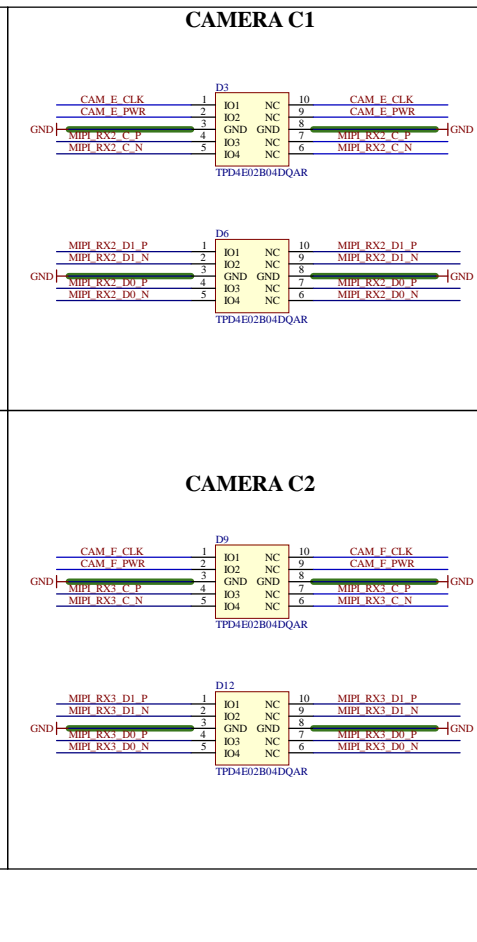 CAMERA C1
D3
CAM_E_CLK 1 IO1 NC 10 CAM_E_CLK
CAM_E_PWR 2 IO2 NC 9 CAM_E_PWR
GND 3 GND GND 8 GND
MIPI_RX2_C_P 4 IO3 NC 7 MIPI_RX2_C_P
MIPI_RX2_C_N 5 IO4 NC 6 MIPI_RX2_C_N
TPD4E02B04DQAR
D6
MIPI_RX2_D1_P 1 IO1 NC 10 MIPI_RX2_D1_P
MIPI_RX2_D1_N 2 IO2 NC 9 MIPI_RX2_D1_N
GND 3 GND GND 8 GND
MIPI_RX2_D0_P 4 IO3 NC 7 MIPI_RX2_D0_P
MIPI_RX2_D0_N 5 IO4 NC 6 MIPI_RX2_D0_N
TPD4E02B04DQAR
CAMERA C2
D9
CAM_F_CLK 1 IO1 NC 10 CAM_F_CLK
CAM_F_PWR 2 IO2 NC 9 CAM_F_PWR
GND 3 GND GND 8 GND
MIPI_RX3_C_P 4 IO3 NC 7 MIPI_RX3_C_P
MIPI_RX3_C_N 5 IO4 NC 6 MIPI_RX3_C_N
TPD4E02B04DQAR
D12
MIPI_RX3_D1_P 1 IO1 NC 10 MIPI_RX3_D1_P
MIPI_RX3_D1_N 2 IO2 NC 9 MIPI_RX3_D1_N
GND 3 GND GND 8 GND
MIPI_RX3_D0_P 4 IO3 NC 7 MIPI_RX3_D0_P
MIPI_RX3_D0_N 5 IO4 NC 6 MIPI_RX3_D0_N
TPD4E02B04DQAR